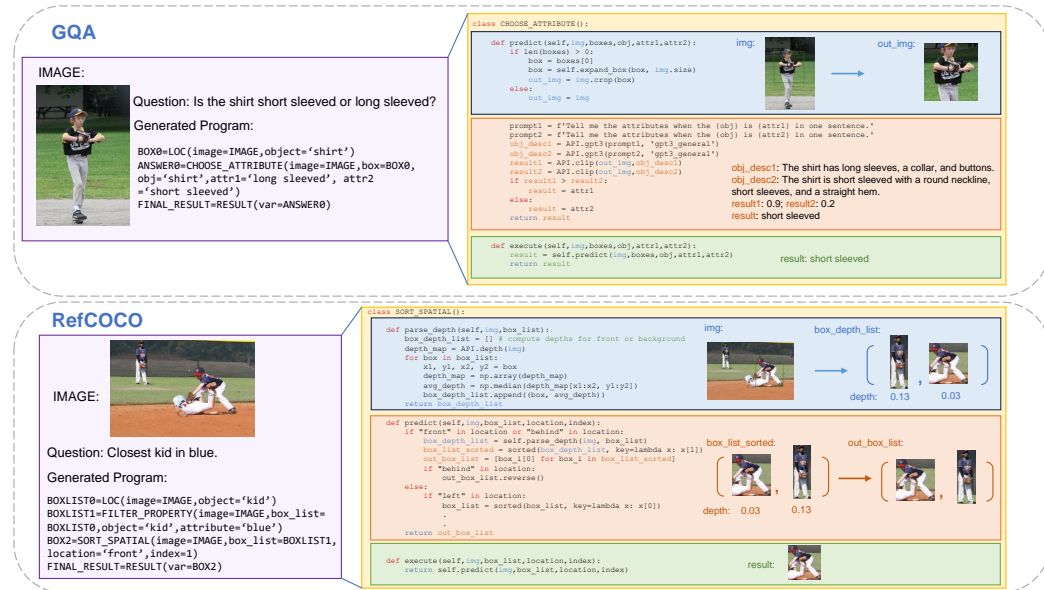 GQA
IMAGE:
Question: Is the shirt short sleeved or long sleeved?
Generated Program:
BOX0=LOC(image=IMAGE,object='shirt')
ANSWER0=CHOOSE_ATTRIBUTE(image=IMAGE,box=BOX0,
obj='shirt',attr1='long sleeved', attr2
='short sleeved')
FINAL_RESULT=RESULT(var=ANSWER0)
class CHOOSE_ATTRIBUTE():
def predict(self,img,boxes,obj,attr1,attr2):
if len(boxes) > 0:
box = boxes[0]
box = self.expand_box(box, img.size)
out_img = img.crop(box)
else:
out_img = img
img:
out_img:
prompt1 = f'Tell me the attributes when the {obj} is {attr1} in one sentence.'
prompt2 = f'Tell me the attributes when the {obj} is {attr2} in one sentence.'
obj_desc1 = API.gpt3(prompt1, 'gpt3_general')
obj_desc2 = API.gpt3(prompt2, 'gpt3_general')
result1 = API.clip(out_img,obj_desc1)
result2 = API.clip(out_img,obj_desc2)
if result1 > result2:
result = attr1
else:
result = attr2
return result
obj_desc1: The shirt has long sleeves, a collar, and buttons.
obj_desc2: The shirt is short sleeved with a round neckline,
short sleeves, and a straight hem.
result1: 0.9; result2: 0.2
result: short sleeved
def execute(self,img,boxes,obj,attr1,attr2):
result = self.predict(img,boxes,obj,attr1,attr2)
return result
result: short sleeved
RefCOCO
IMAGE:
Question: Closest kid in blue.
Generated Program:
BOXLIST0=LOC(image=IMAGE,object='kid')
BOXLIST1=FILTER_PROPERTY(image=IMAGE,box_list=
BOXLIST0,object='kid',attribute='blue')
BOX2=SORT_SPATIAL(image=IMAGE,box_list=BOXLIST1,
location='front',index=1)
FINAL_RESULT=RESULT(var=BOX2)
class SORT_SPATIAL():
def parse_depth(self,img,box_list):
box_depth_list = [] # compute depths for front or background
depth_map = API.depth(img)
for box in box_list:
x1, y1, x2, y2 = box
depth_map = np.array(depth_map)
avg_depth = np.median(depth_map[x1:x2, y1:y2])
box_depth_list.append((box, avg_depth))
return box_depth_list
img:
box_depth_list:
,
depth: 0.13 0.03
def predict(self,img,box_list,location,index):
if "front" in location or "behind" in location:
box_depth_list = self.parse_depth(img, box_list)
box_list_sorted = sorted(box_depth_list, key=lambda x: x[1])
out_box_list = [box_i[0] for box_i in box_list_sorted]
if "behind" in location:
out_box_list.reverse()
else:
if "left" in location:
box_list = sorted(box_list, key=lambda x: x[0])
.
.
return out_box_list
box_list_sorted:
out_box_list:
,
,
depth: 0.03 0.13
def execute(self,img,box_list,location,index):
return self.predict(img,box_list,location,index)
result: